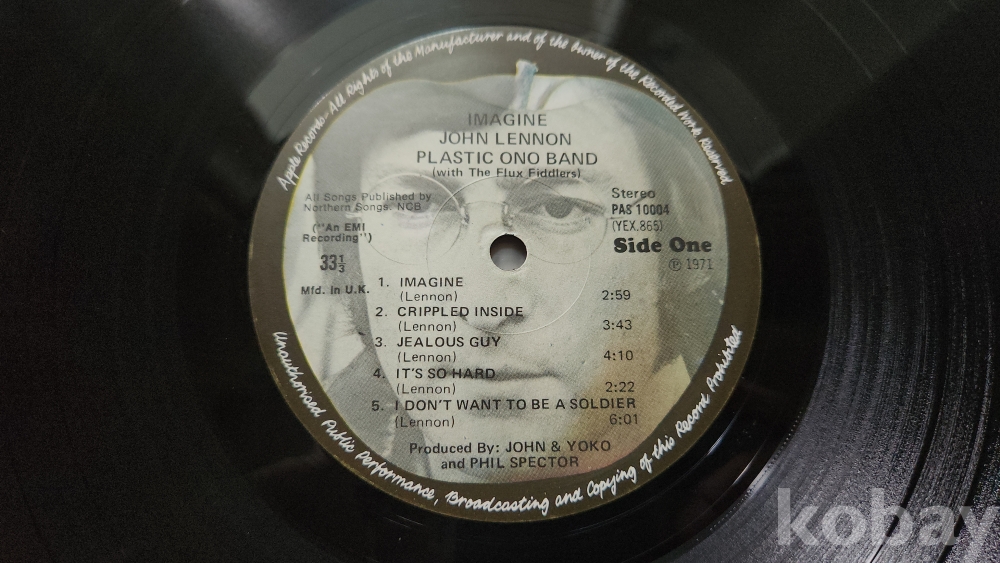 Apple Records-All Rights of the Manufacturer and of the Owner of the Recorded Work Reserved
IMAGINE
JOHN LENNON
PLASTIC ONO BAND
(with The Flux Fiddlers)
All Songs Published by
Northern Songs. NCB
("An EMI
Recording")
33⅓
Mfd. In U.K.
Stereo
PAS 10004
(YEX.865)
Side One
℗ 1971
1. IMAGINE
(Lennon) 2:59
2. CRIPPLED INSIDE
(Lennon) 3:43
3. JEALOUS GUY
(Lennon) 4:10
4. IT'S SO HARD
(Lennon) 2:22
5. I DON'T WANT TO BE A SOLDIER
(Lennon) 6:01
Produced By: JOHN & YOKO
and PHIL SPECTOR
Unauthorised Public Performance, Broadcasting and Copying of this Record Prohibited
kobay